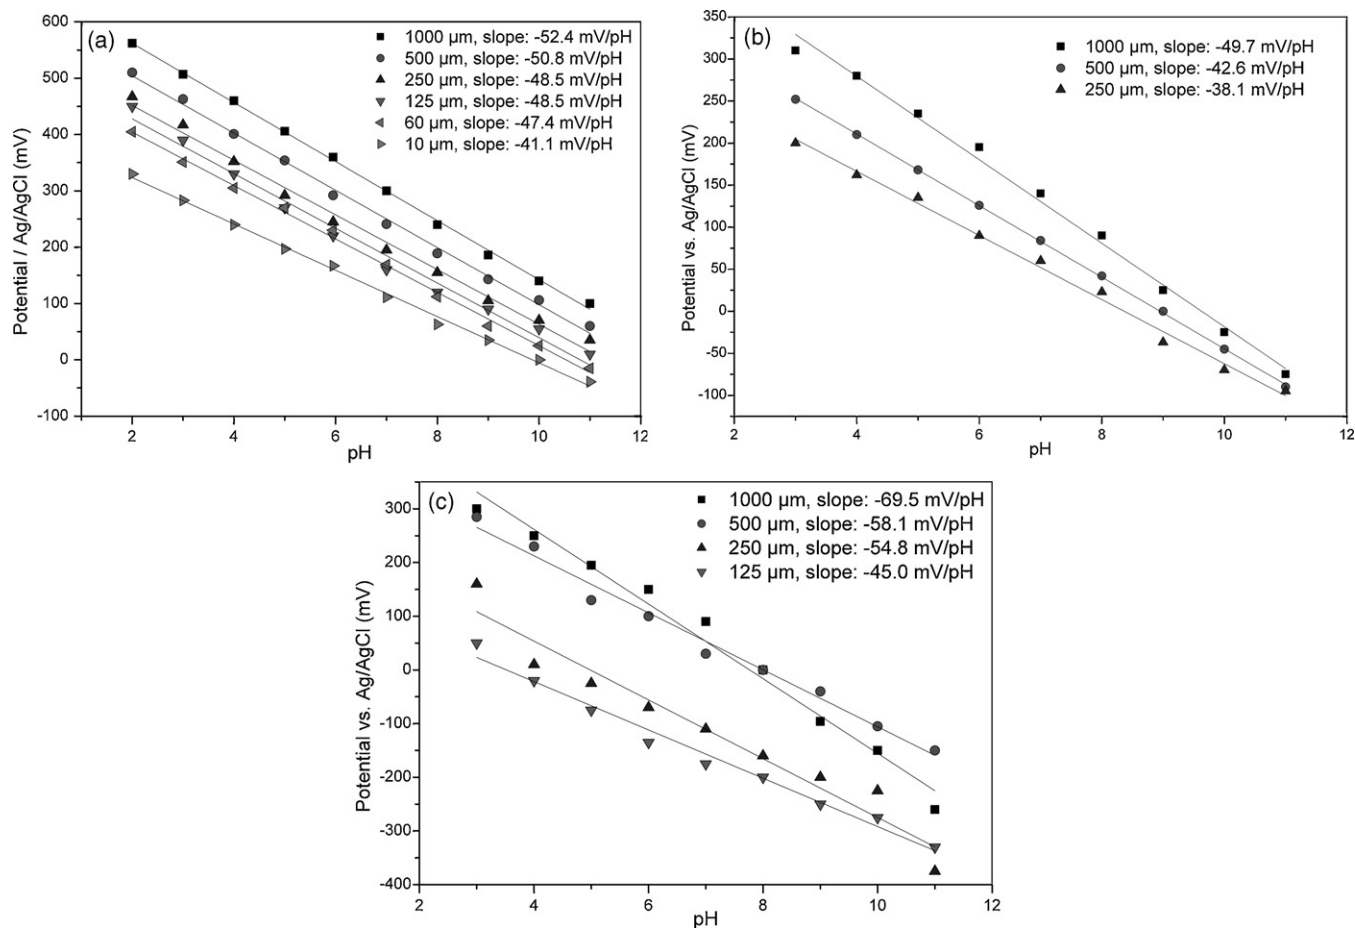 (a)
1000 µm, slope: -52.4 mV/pH
500 µm, slope: -50.8 mV/pH
250 µm, slope: -48.5 mV/pH
125 µm, slope: -48.5 mV/pH
60 µm, slope: -47.4 mV/pH
10 µm, slope: -41.1 mV/pH
600
500
400
300
200
100
0
-100
Potential / Ag/AgCl (mV)
2 4 6 8 10 12
pH
(b)
1000 µm, slope: -49.7 mV/pH
500 µm, slope: -42.6 mV/pH
250 µm, slope: -38.1 mV/pH
350
300
250
200
150
100
50
0
-50
-100
Potential vs. Ag/AgCl (mV)
2 4 6 8 10 12
pH
(c)
1000 µm, slope: -69.5 mV/pH
500 µm, slope: -58.1 mV/pH
250 µm, slope: -54.8 mV/pH
125 µm, slope: -45.0 mV/pH
300
200
100
0
-100
-200
-300
-400
Potential vs. Ag/AgCl (mV)
2 4 6 8 10 12
pH